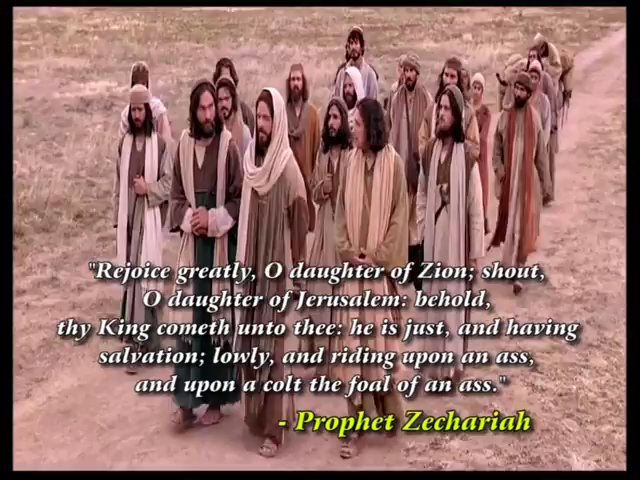 "Rejoice greatly, O daughter of Zion; shout,
O daughter of Jerusalem: behold,
thy King cometh unto thee: he is just, and having
salvation; lowly, and riding upon an ass,
and upon a colt the foal of an ass."
- Prophet Zechariah